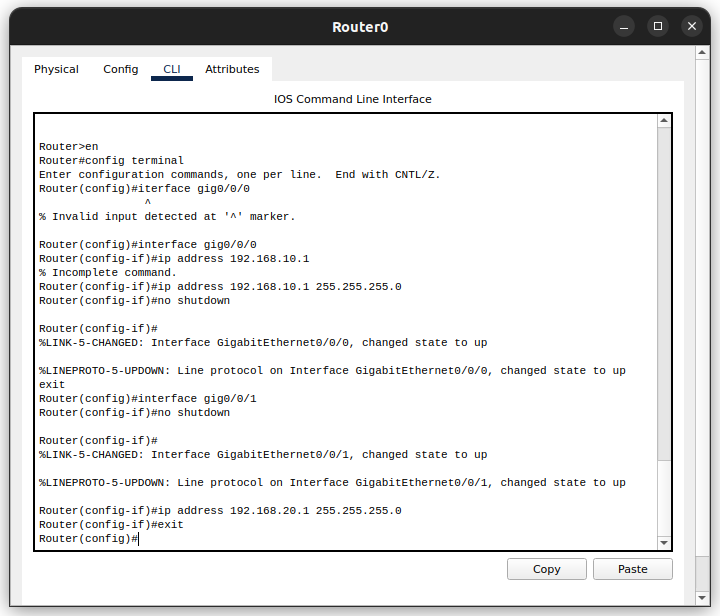 Router0
Physical Config CLI Attributes
IOS Command Line Interface
Router>en
Router#config terminal
Enter configuration commands, one per line.  End with CNTL/Z.
Router(config)#iterface gig0/0/0
^
% Invalid input detected at '^' marker.
Router(config)#interface gig0/0/0
Router(config-if)#ip address 192.168.10.1
% Incomplete command.
Router(config-if)#ip address 192.168.10.1 255.255.255.0
Router(config-if)#no shutdown
Router(config-if)#
%LINK-5-CHANGED: Interface GigabitEthernet0/0/0, changed state to up
%LINEPROTO-5-UPDOWN: Line protocol on Interface GigabitEthernet0/0/0, changed state to up
exit
Router(config)#interface gig0/0/1
Router(config-if)#no shutdown
Router(config-if)#
%LINK-5-CHANGED: Interface GigabitEthernet0/0/1, changed state to up
%LINEPROTO-5-UPDOWN: Line protocol on Interface GigabitEthernet0/0/1, changed state to up
Router(config-if)#ip address 192.168.20.1 255.255.255.0
Router(config-if)#exit
Router(config)#
Copy Paste